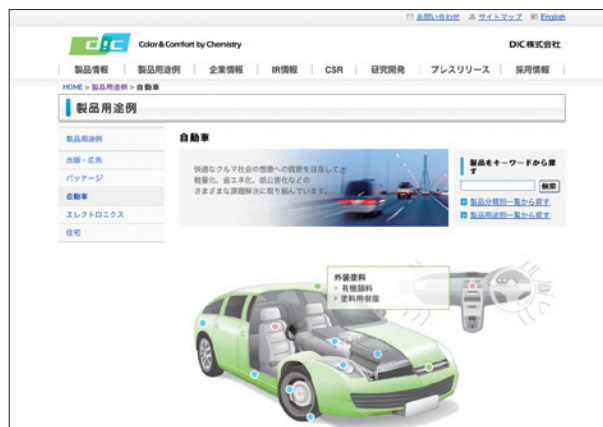 お問い合わせ サイトマップ English
DIC Color & Comfort by Chemistry DIC株式会社
製品情報 製品用途例 企業情報 IR情報 CSR 研究開発 プレスリリース 採用情報
HOME > 製品用途例 > 自動車
製品用途例
製品用途例
出版・広告
パッケージ
自動車
エレクトロニクス
住宅
自動車
快適なクルマ社会の想像への貢献を目指して、
軽量化、省エネ化、低公害化などの
さまざまな課題解決に取り組んでいます。
製品をキーワードから探
す
検索
製品分類別一覧から探す
製品用途別一覧から探す
外装塗料
有機顔料
塗料用樹脂